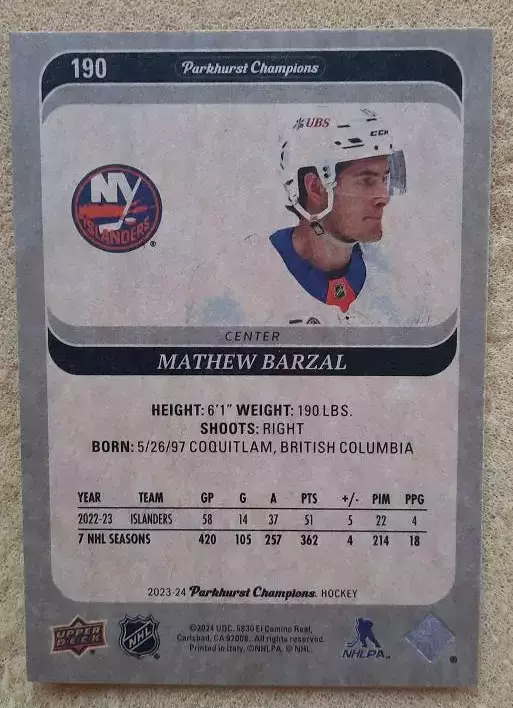 190
Parkhurst Champions
UBS
CCM
NY
ISLANDERS
CENTER
MATHEW BARZAL
HEIGHT: 6'1" WEIGHT: 190 LBS.
SHOOTS: RIGHT
BORN: 5/26/97 COQUITLAM, BRITISH COLUMBIA
YEAR TEAM GP G A PTS +/- PIM PPG
2022-23 ISLANDERS 58 14 37 51 5 22 4
7 NHL SEASONS 420 105 257 362 4 214 18
2023-24 Parkhurst Champions. HOCKEY
UPPER DECK
NHL
©2024 UDC. 5830 El Camino Real,
Carlsbad, CA 92008. All rights reserved.
Printed in Italy. ©NHLPA. © NHL.
NHLPA